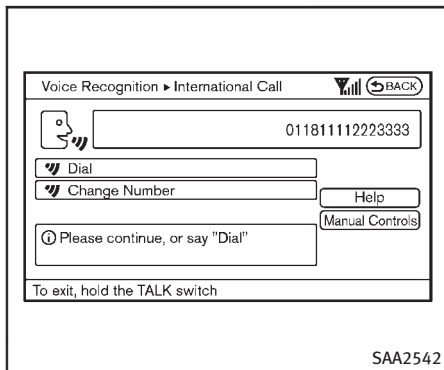 Voice Recognition ▸ International Call BACK
011811112223333
Dial
Change Number
Help
Manual Controls
Please continue, or say "Dial"
To exit, hold the TALK switch
SAA2542